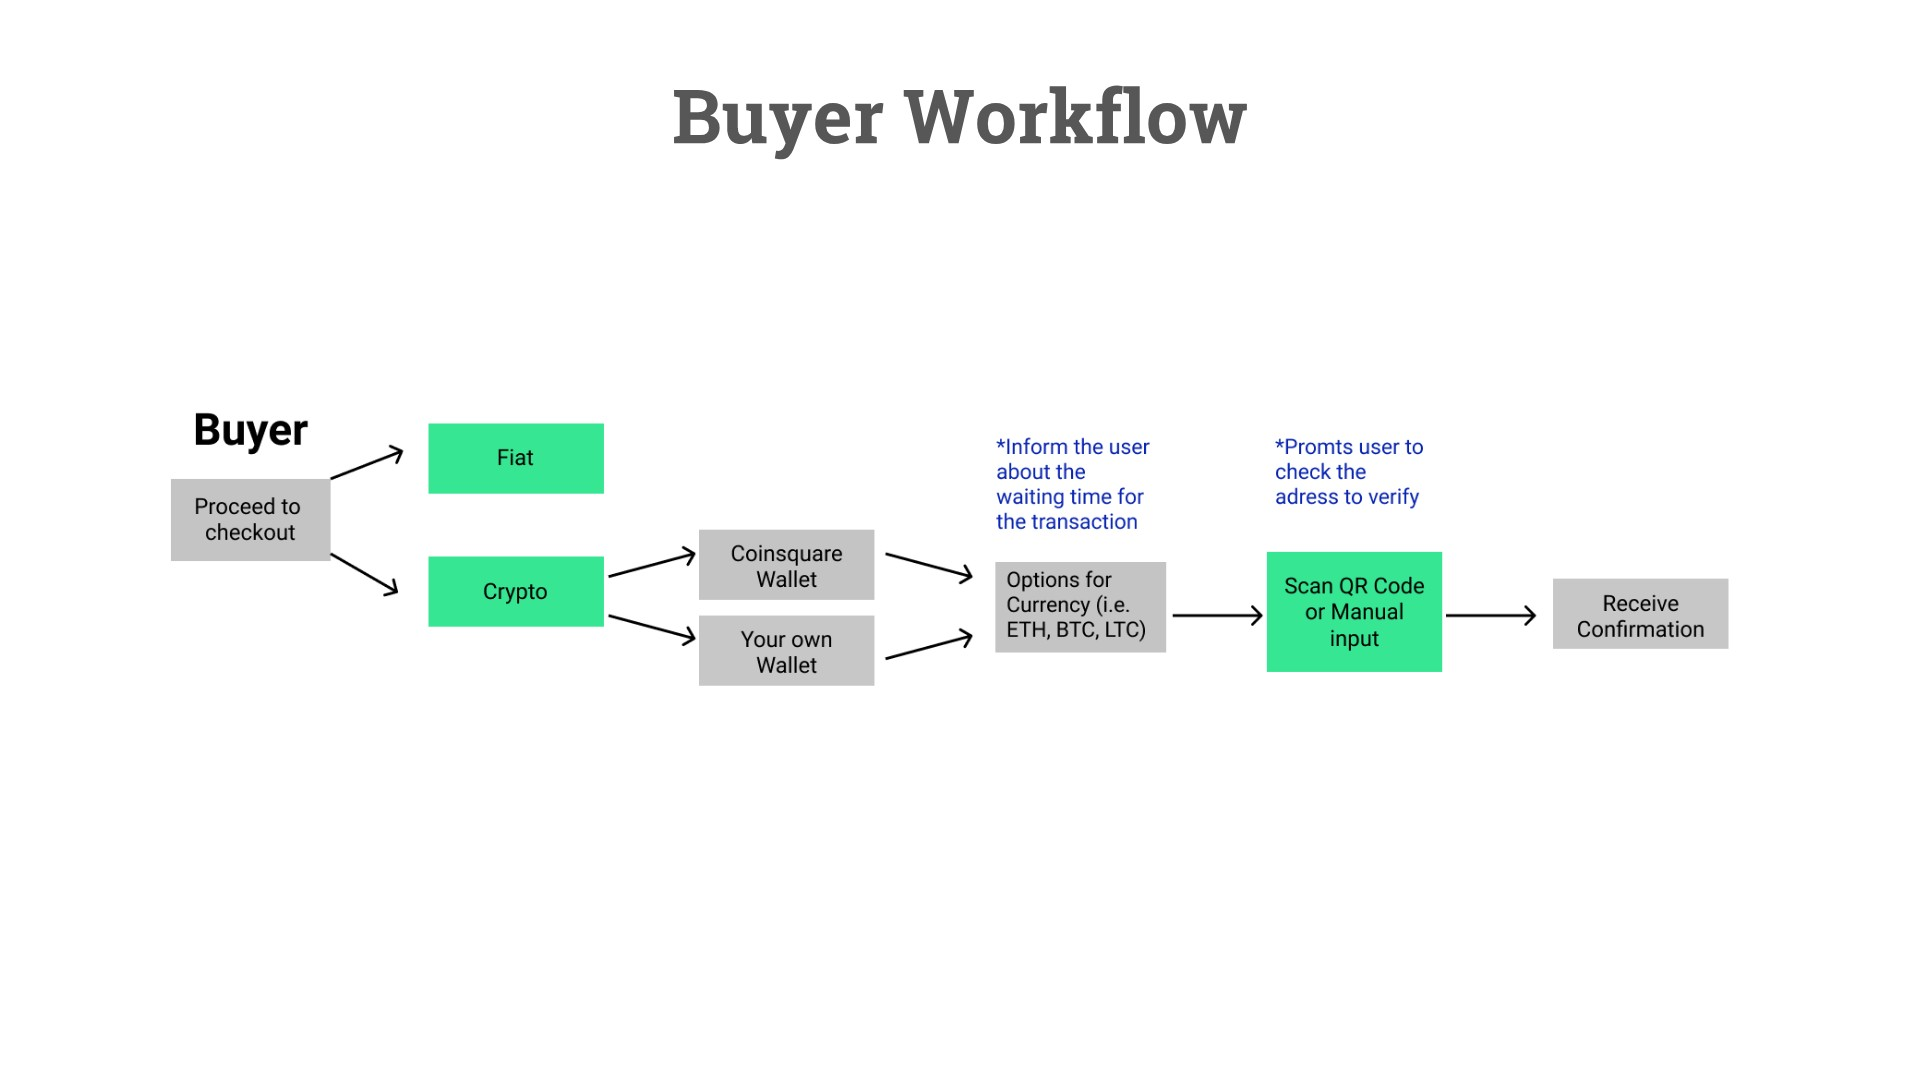 Buyer Workflow
Buyer
Proceed to
checkout
Fiat
Crypto
Coinsquare
Wallet
Your own
Wallet
*Inform the user
about the
waiting time for
the transaction
Options for
Currency (i.e.
ETH, BTC, LTC)
*Promts user to
check the
adress to verify
Scan QR Code
or Manual
input
Receive
Confirmation